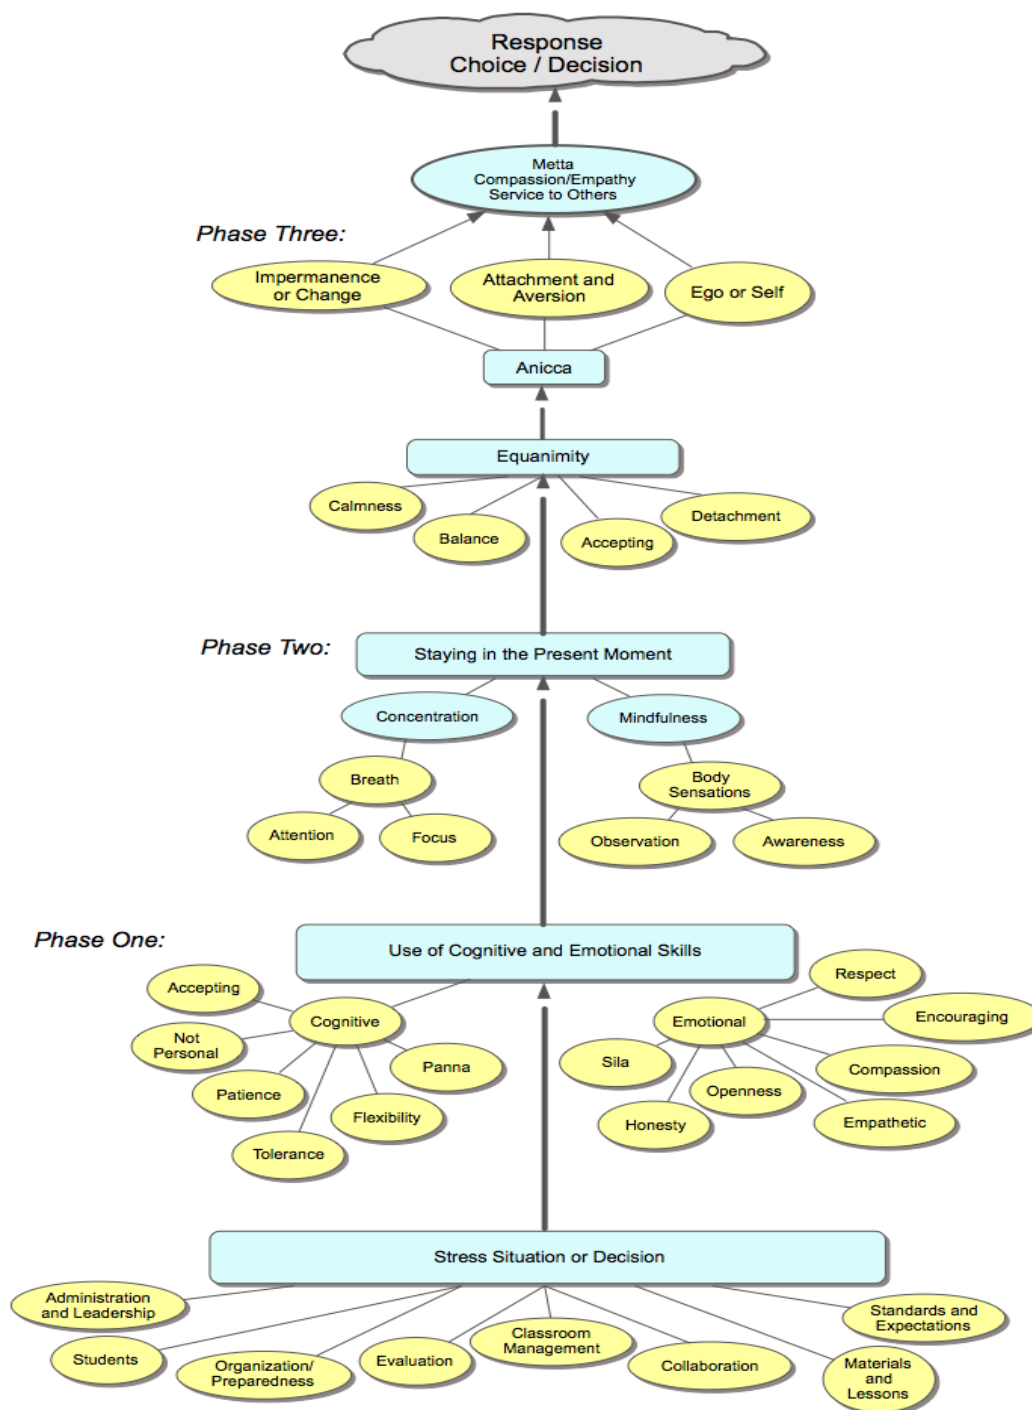 Response
Choice / Decision
Metta
Compassion/Empathy
Service to Others
Phase Three:
Impermanence
or Change
Attachment and
Aversion
Ego or Self
Anicca
Equanimity
Calmness
Balance
Accepting
Detachment
Phase Two:
Staying in the Present Moment
Concentration
Mindfulness
Breath
Body
Sensations
Attention
Focus
Observation
Awareness
Phase One:
Use of Cognitive and Emotional Skills
Accepting
Not
Personal
Cognitive
Patience
Panna
Flexibility
Tolerance
Respect
Emotional
Encouraging
Sila
Compassion
Openness
Honesty
Empathetic
Stress Situation or Decision
Administration
and Leadership
Students
Organization/
Preparedness
Evaluation
Classroom
Management
Collaboration
Standards and
Expectations
Materials
and
Lessons